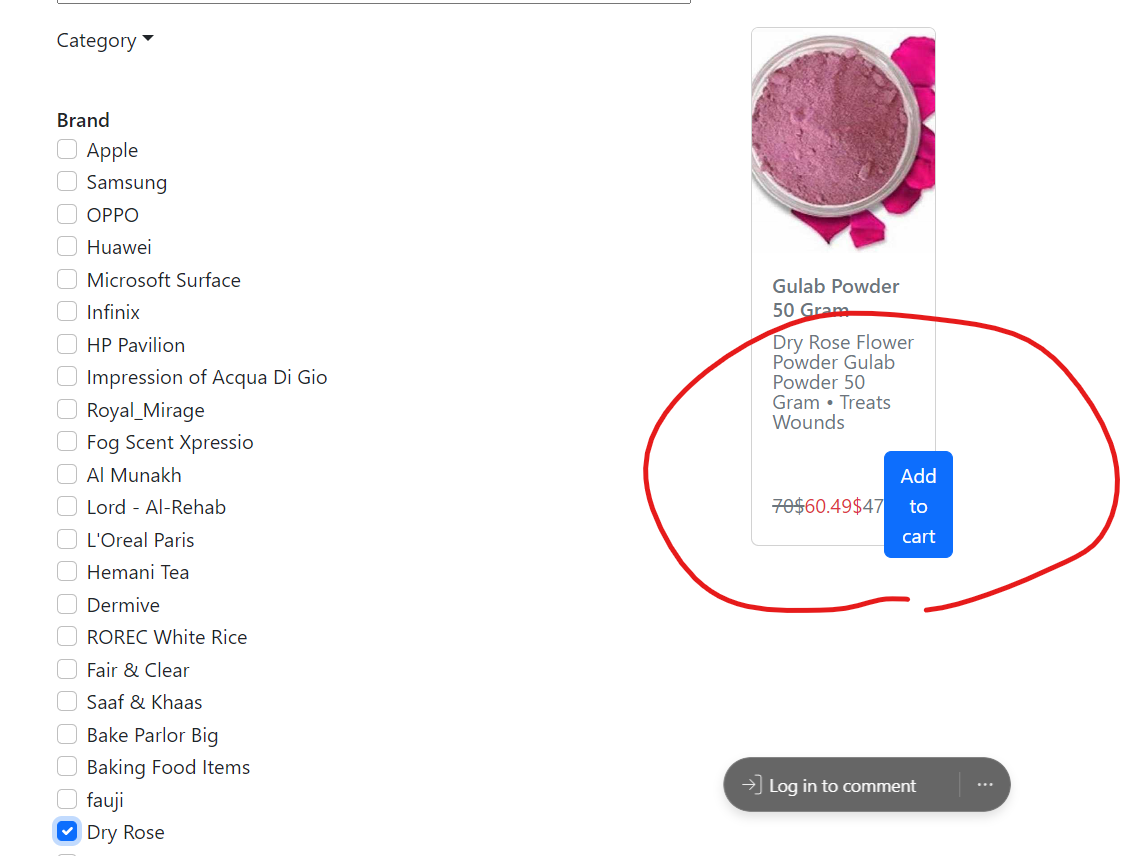 Category
Brand
Apple
Samsung
OPPO
Huawei
Microsoft Surface
Infinix
HP Pavilion
Impression of Acqua Di Gio
Royal_Mirage
Fog Scent Xpressio
Al Munakh
Lord - Al-Rehab
L'Oreal Paris
Hemani Tea
Dermive
ROREC White Rice
Fair & Clear
Saaf & Khaas
Bake Parlor Big
Baking Food Items
fauji
Dry Rose
Gulab Powder
50 Gram
Dry Rose Flower
Powder Gulab
Powder 50
Gram • Treats
Wounds
70$60.49$47
Add
to
cart
Log in to comment